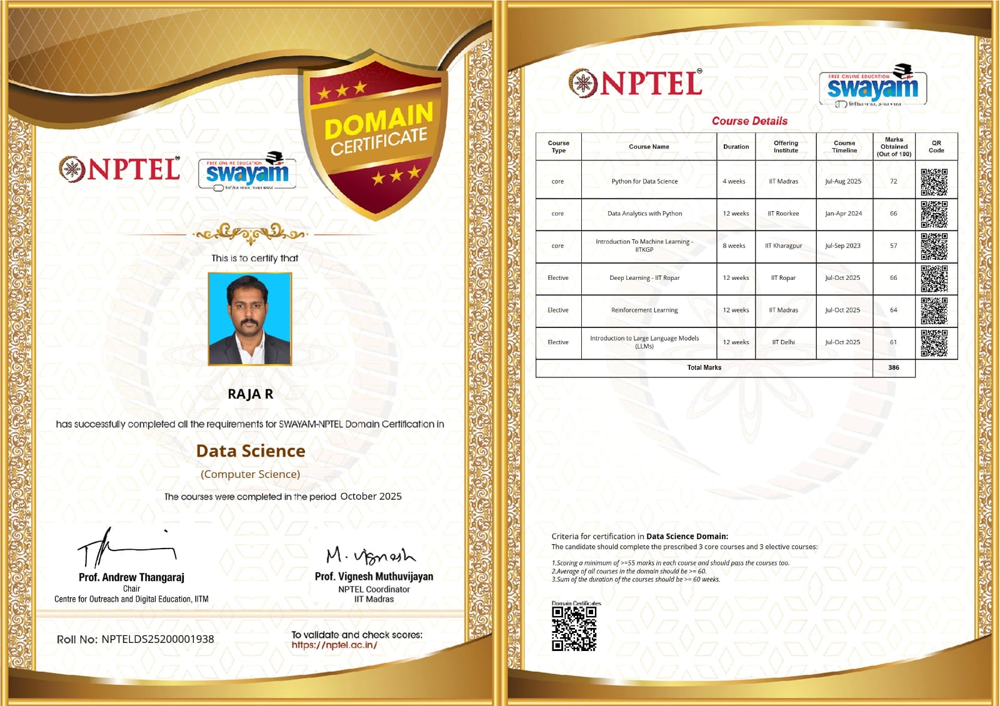 DOMAIN
CERTIFICATE
NPTEL
FREE ONLINE EDUCATION
swayam
This is to certify that
RAJA R
has successfully completed all the requirements for SWAYAM-NPTEL Domain Certification in
Data Science
(Computer Science)
The courses were completed in the period October 2025
M. Vignesh
Prof. Andrew Thangaraj
Chair
Centre for Outreach and Digital Education, IITM
Prof. Vignesh Muthuvijayan
NPTEL Coordinator
IIT Madras
Roll No: NPTELDS25200001938
To validate and check scores:
https://nptel.ac.in/
NPTEL
FREE ONLINE EDUCATION
swayam
Course Details
Course Type Course Name Duration Offering Institute Course Timeline Marks Obtained (Out of 100) QR Code
core Python for Data Science 4 weeks IIT Madras Jul-Aug 2025 72
core Data Analytics with Python 12 weeks IIT Roorkee Jan-Apr 2024 66
core Introduction To Machine Learning - IITKGP 8 weeks IIT Kharagpur Jul-Sep 2023 57
Elective Deep Learning - IIT Ropar 12 weeks IIT Ropar Jul-Oct 2025 66
Elective Reinforcement Learning 12 weeks IIT Madras Jul-Oct 2025 64
Elective Introduction to Large Language Models (LLMs) 12 weeks IIT Delhi Jul-Oct 2025 61
Total Marks 386
Criteria for certification in Data Science Domain:
The candidate should complete the prescribed 3 core courses and 3 elective courses:
1.Scoring a minimum of >=55 marks in each course and should pass the courses too.
2.Average of all courses in the domain should be >= 60.
3.Sum of the duration of the courses should be >= 60 weeks.
Domain Certificates